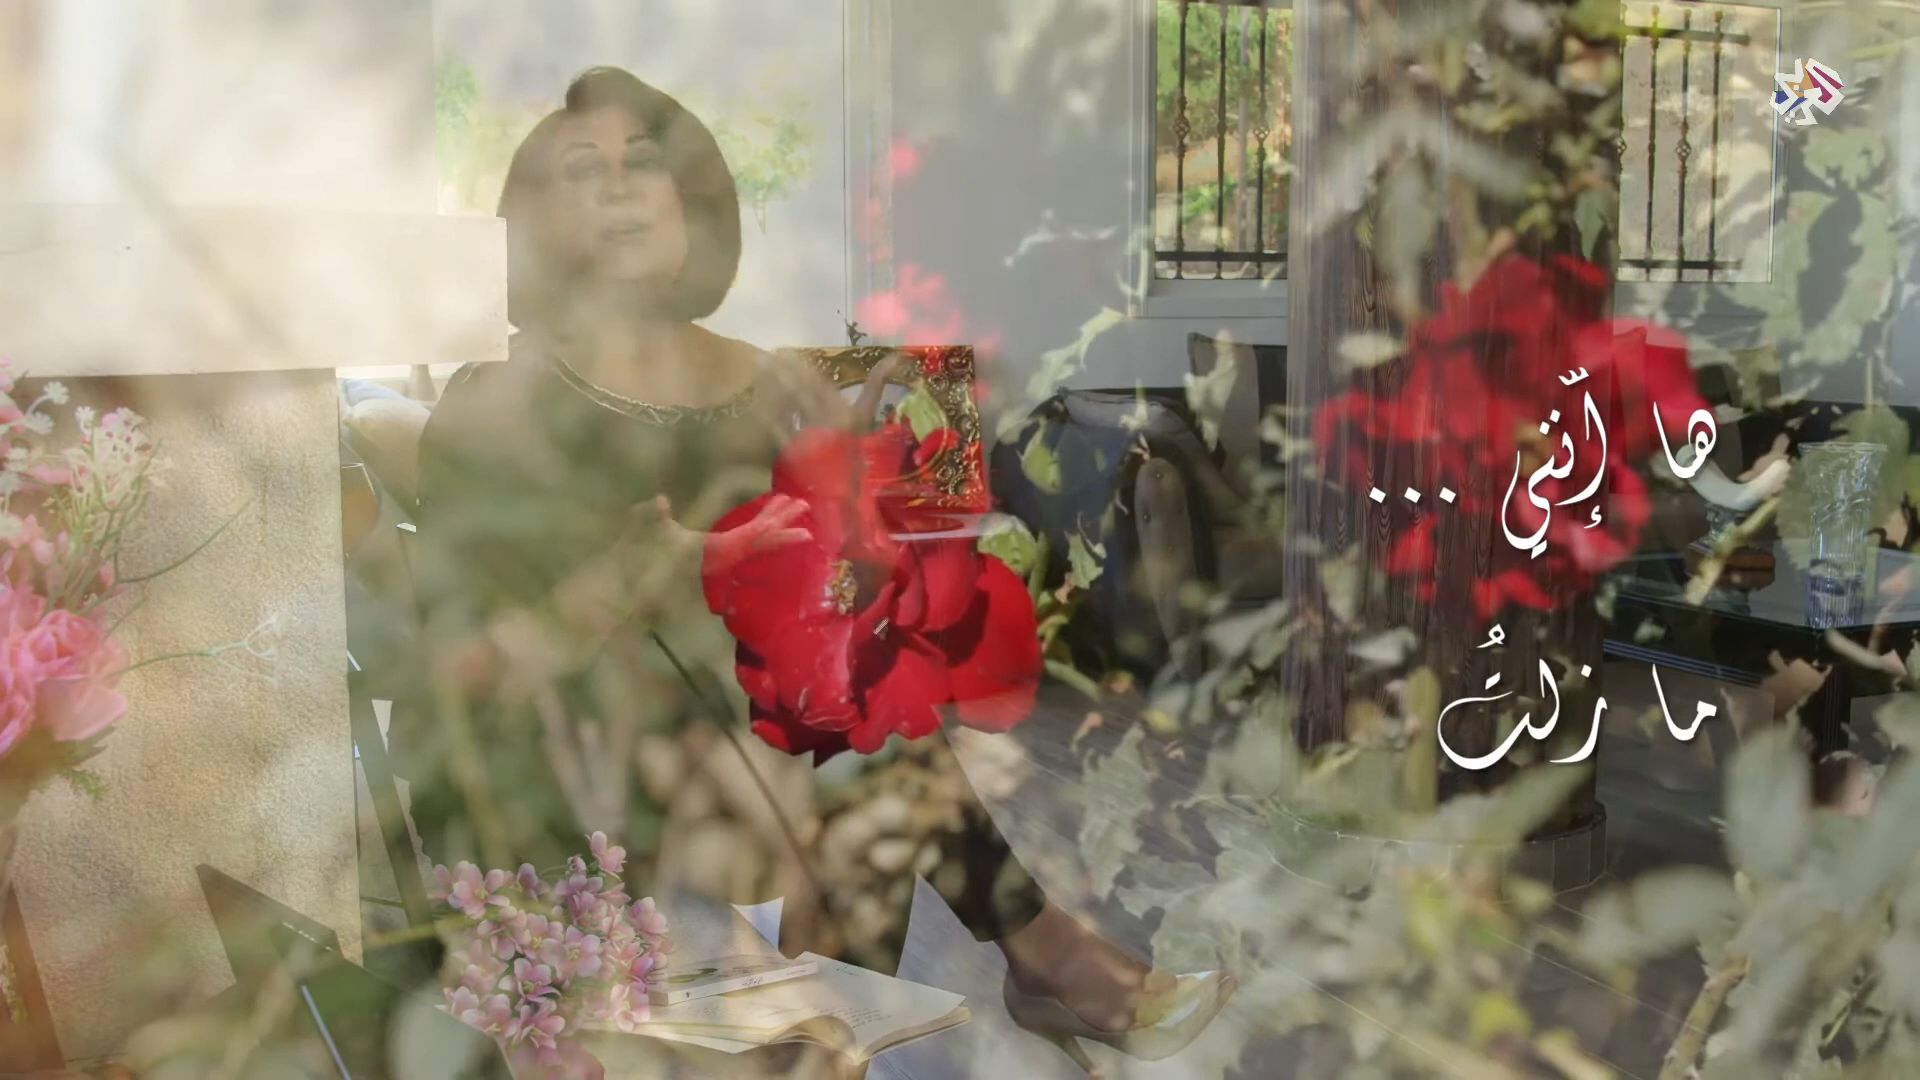 ها إنّني ...
ما زلتُ